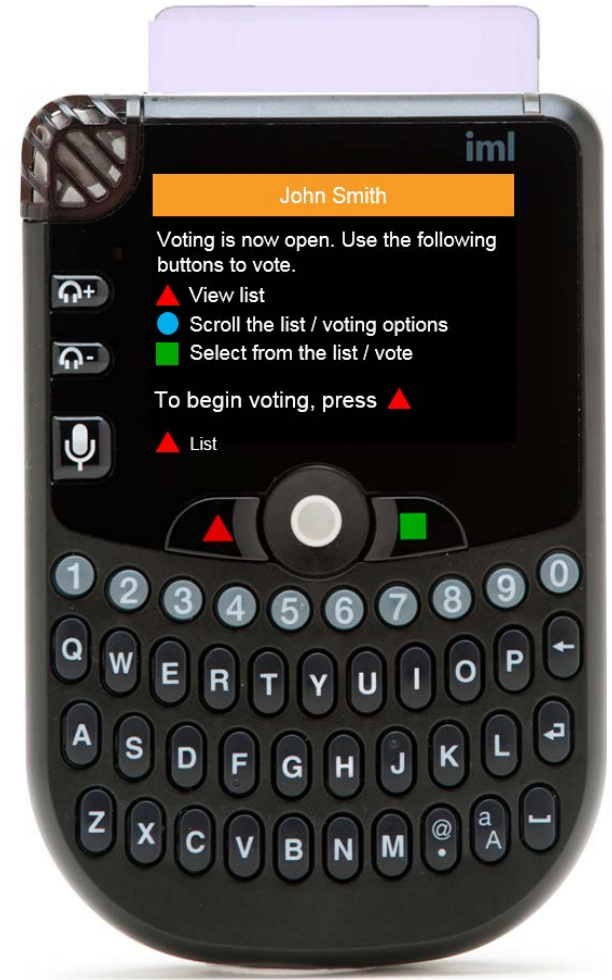 iml
John Smith
Voting is now open. Use the following
buttons to vote.
View list
Scroll the list / voting options
Select from the list / vote
To begin voting, press
List
+
-
1 2 3 4 5 6 7 8 9 0
Q W E R T Y U I O P
A S D F G H J K L
Z X C V B N M @ . a A